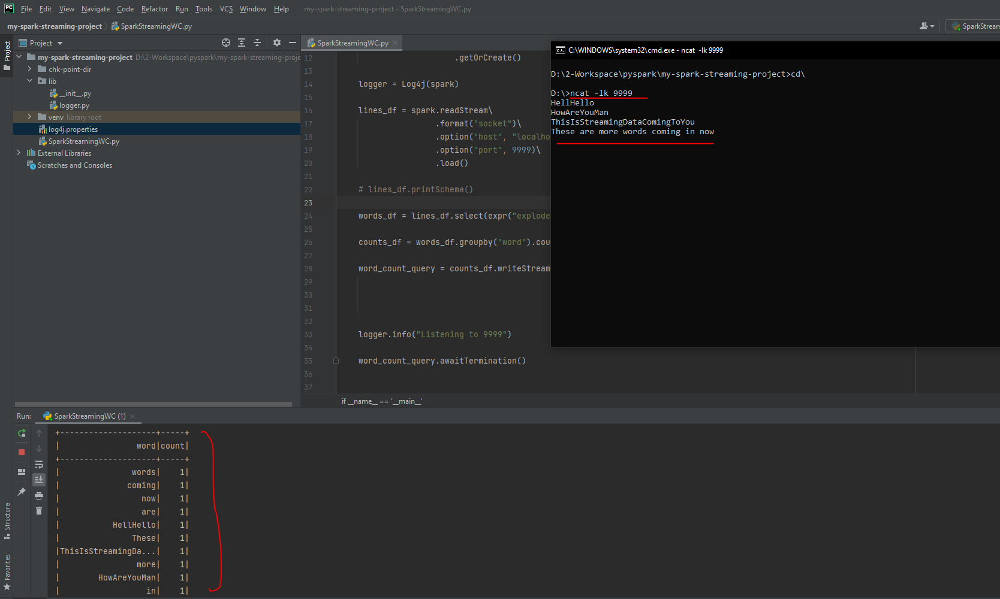 PC File Edit View Navigate Code Refactor Run Tools VCS Window Help my-spark-streaming-project - SparkStreamingWC.py
my-spark-streaming-project SparkStreamingWC.py
SparkStream
Project
Project
my-spark-streaming-project D:\2-Workspace\pyspark\my-spark-streaming-proje
chk-point-dir
lib
__init__.py
logger.py
venv library root
log4j.properties
SparkStreamingWC.py
External Libraries
Scratches and Consoles
SparkStreamingWC.py
12 .getOrCreate()
13
14 logger = Log4j(spark)
15
16 lines_df = spark.readStream\
17 .format("socket")\
18 .option("host", "localho
19 .option("port", 9999)\
20 .load()
21
22 # lines_df.printSchema()
23
24 words_df = lines_df.select(expr("explode
25
26 counts_df = words_df.groupby("word").cou
27
28 word_count_query = counts_df.writeStream
29
30
31
32
33 logger.info("Listening to 9999")
34
35 word_count_query.awaitTermination()
36
37
if __name__ == '__main__'
C:\WINDOWS\system32\cmd.exe - ncat -lk 9999
D:\2-Workspace\pyspark\my-spark-streaming-project>cd\
D:\>ncat -lk 9999
HellHello
HowAreYouMan
ThisIsStreamingDataComingToYou
These are more words coming in now
Run: SparkStreamingWC (1)
+--------------------+-----+
| word|count|
+--------------------+-----+
| words| 1|
| coming| 1|
| now| 1|
| are| 1|
| HellHello| 1|
| These| 1|
|ThisIsStreamingDa...| 1|
| more| 1|
| HowAreYouMan| 1|
| in| 1|
Structure
Favorites